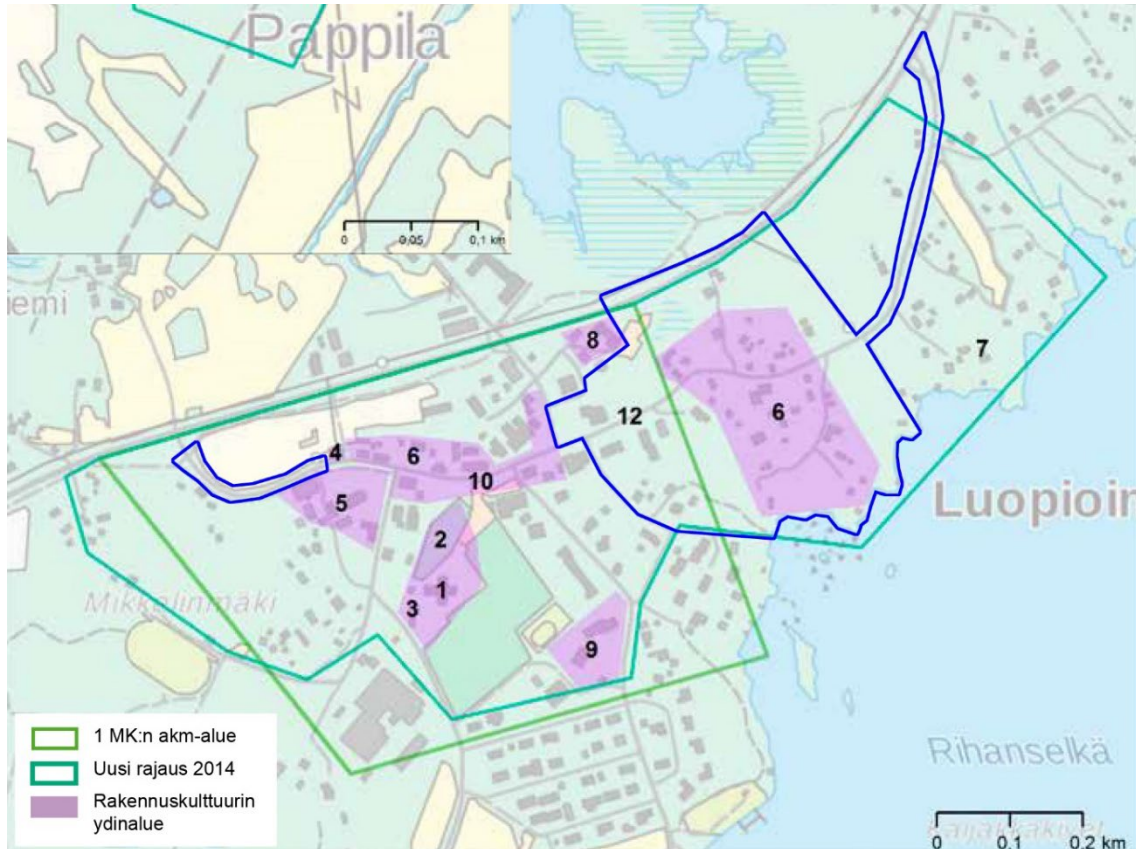 Pappila
0 0,05 0,1 km
iemi
8
12
6
7
4
6
10
5
2
1
3
9
Mikkolinmäki
Luopioin
Rihanselkä
0 0,1 0,2 km
1 MK:n akm-alue
Uusi rajaus 2014
Rakennuskulttuurin
ydinalue